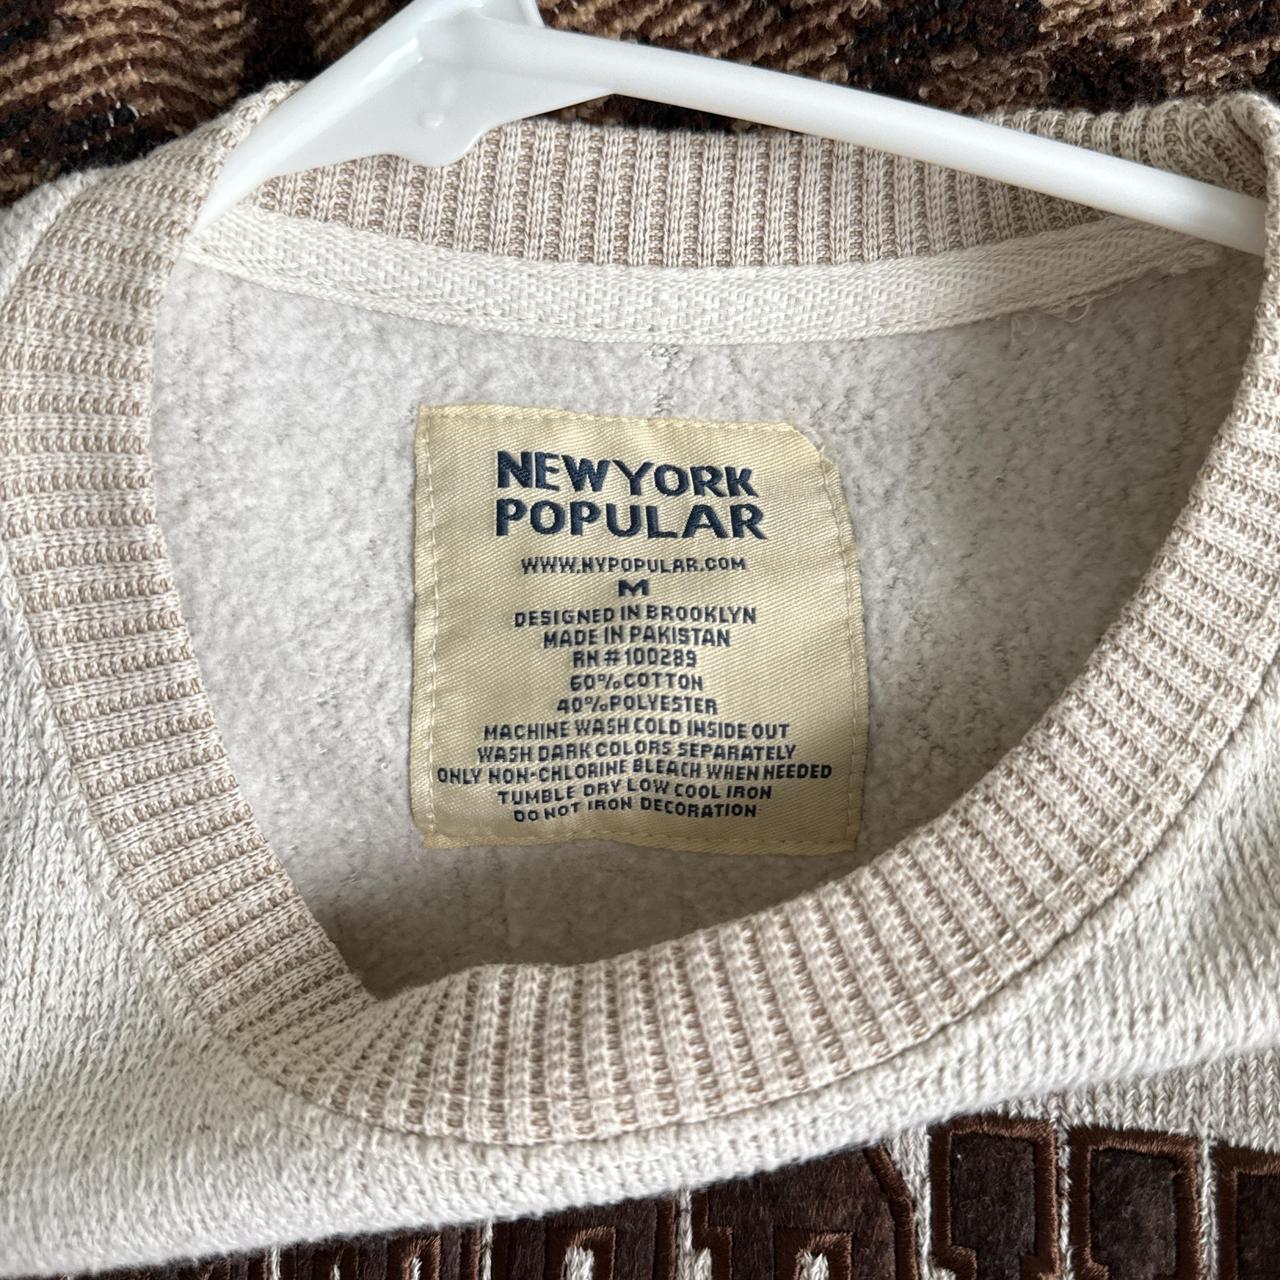 NEW YORK
POPULAR
WWW.NYPOPULAR.COM
M
DESIGNED IN BROOKLYN
MADE IN PAKISTAN
RN # 100289
60% COTTON
40% POLYESTER
MACHINE WASH COLD INSIDE OUT
WASH DARK COLORS SEPARATELY
ONLY NON-CHLORINE BLEACH WHEN NEEDED
TUMBLE DRY LOW COOL IRON
DO NOT IRON DECORATION